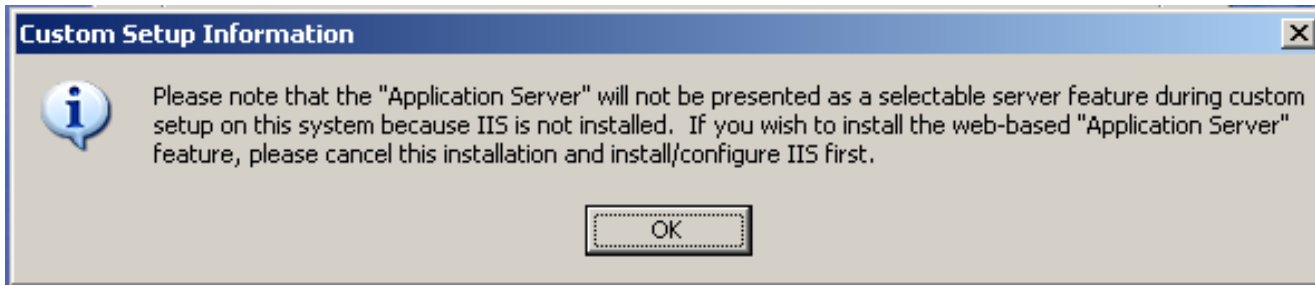 Custom Setup Information
Please note that the "Application Server" will not be presented as a selectable server feature during custom
setup on this system because IIS is not installed.  If you wish to install the web-based "Application Server"
feature, please cancel this installation and install/configure IIS first.
OK